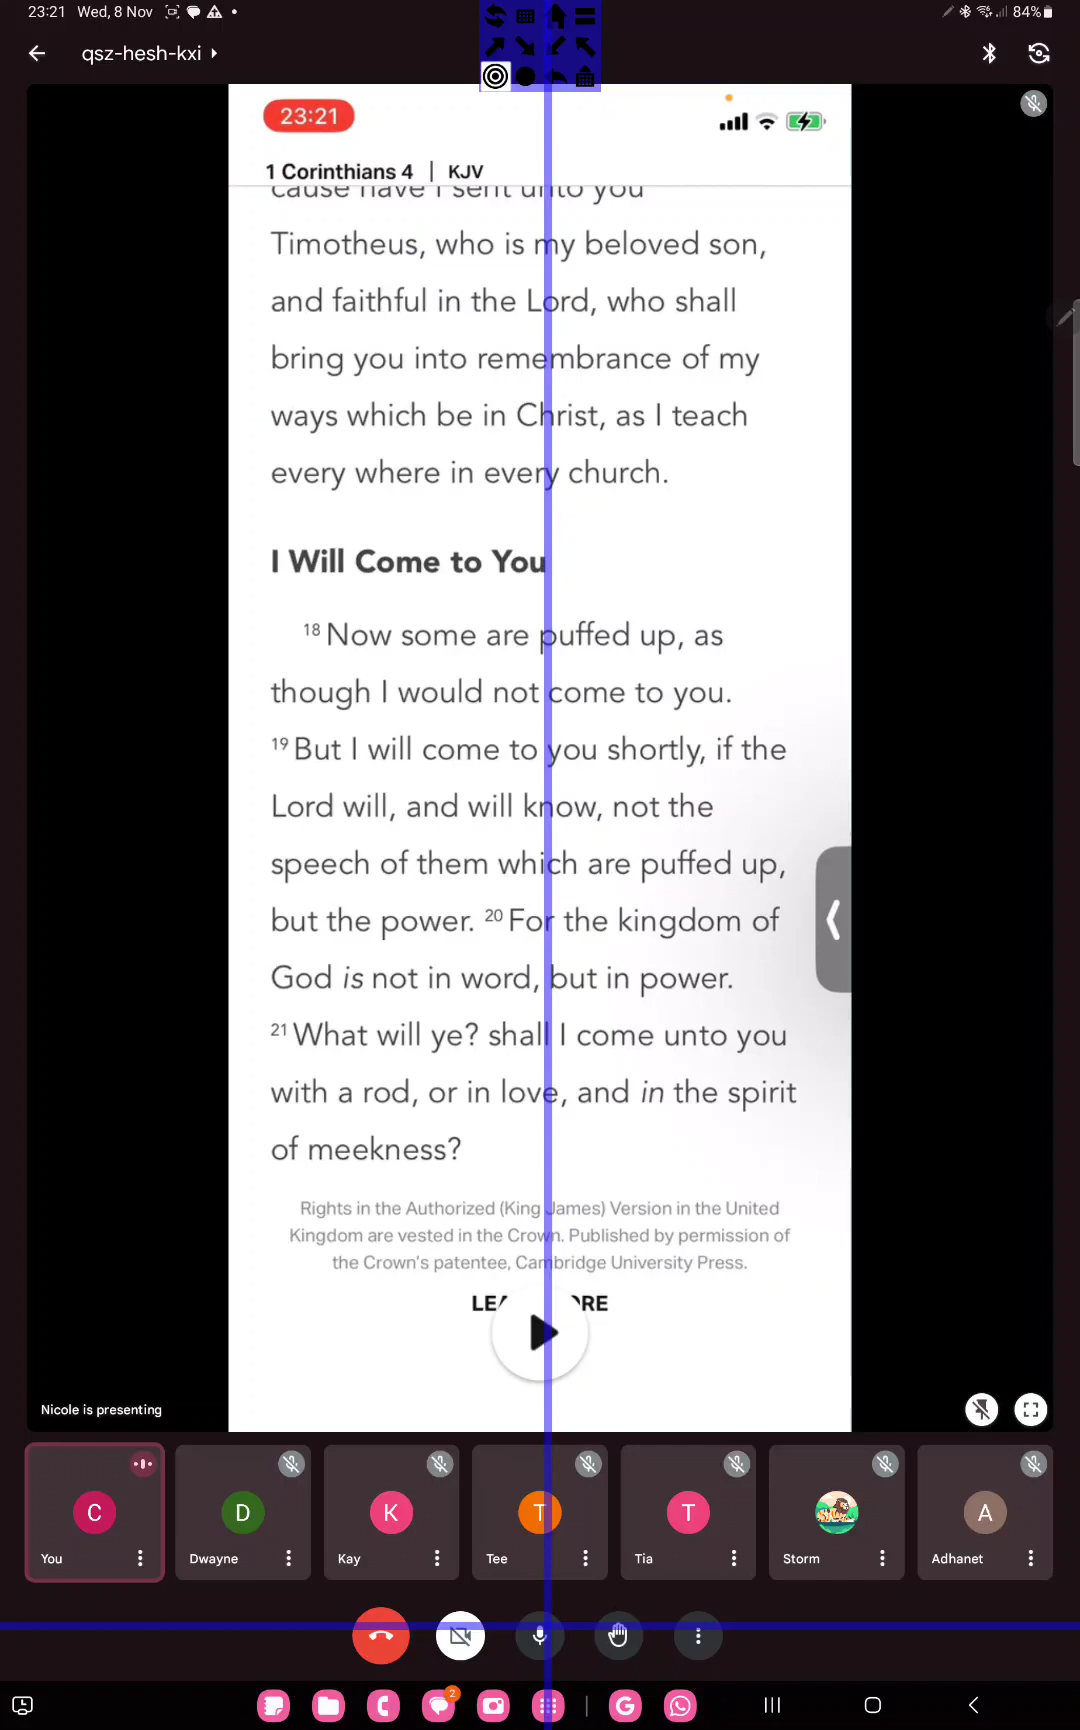 23:21 Wed, 8 Nov
84%
qsz-hesh-kxi
23:21
1 Corinthians 4 | KJV
cause have I sent unto you
Timotheus, who is my beloved son,
and faithful in the Lord, who shall
bring you into remembrance of my
ways which be in Christ, as I teach
every where in every church.
I Will Come to You
18 Now some are puffed up, as
though I would not come to you.
19 But I will come to you shortly, if the
Lord will, and will know, not the
speech of them which are puffed up,
but the power. 20 For the kingdom of
God is not in word, but in power.
21 What will ye? shall I come unto you
with a rod, or in love, and in the spirit
of meekness?
Rights in the Authorized (King James) Version in the United
Kingdom are vested in the Crown. Published by permission of
the Crown's patentee, Cambridge University Press.
Nicole is presenting
C D K T T A
You Dwayne Kay Tee Tia Storm Adhanet
2
G